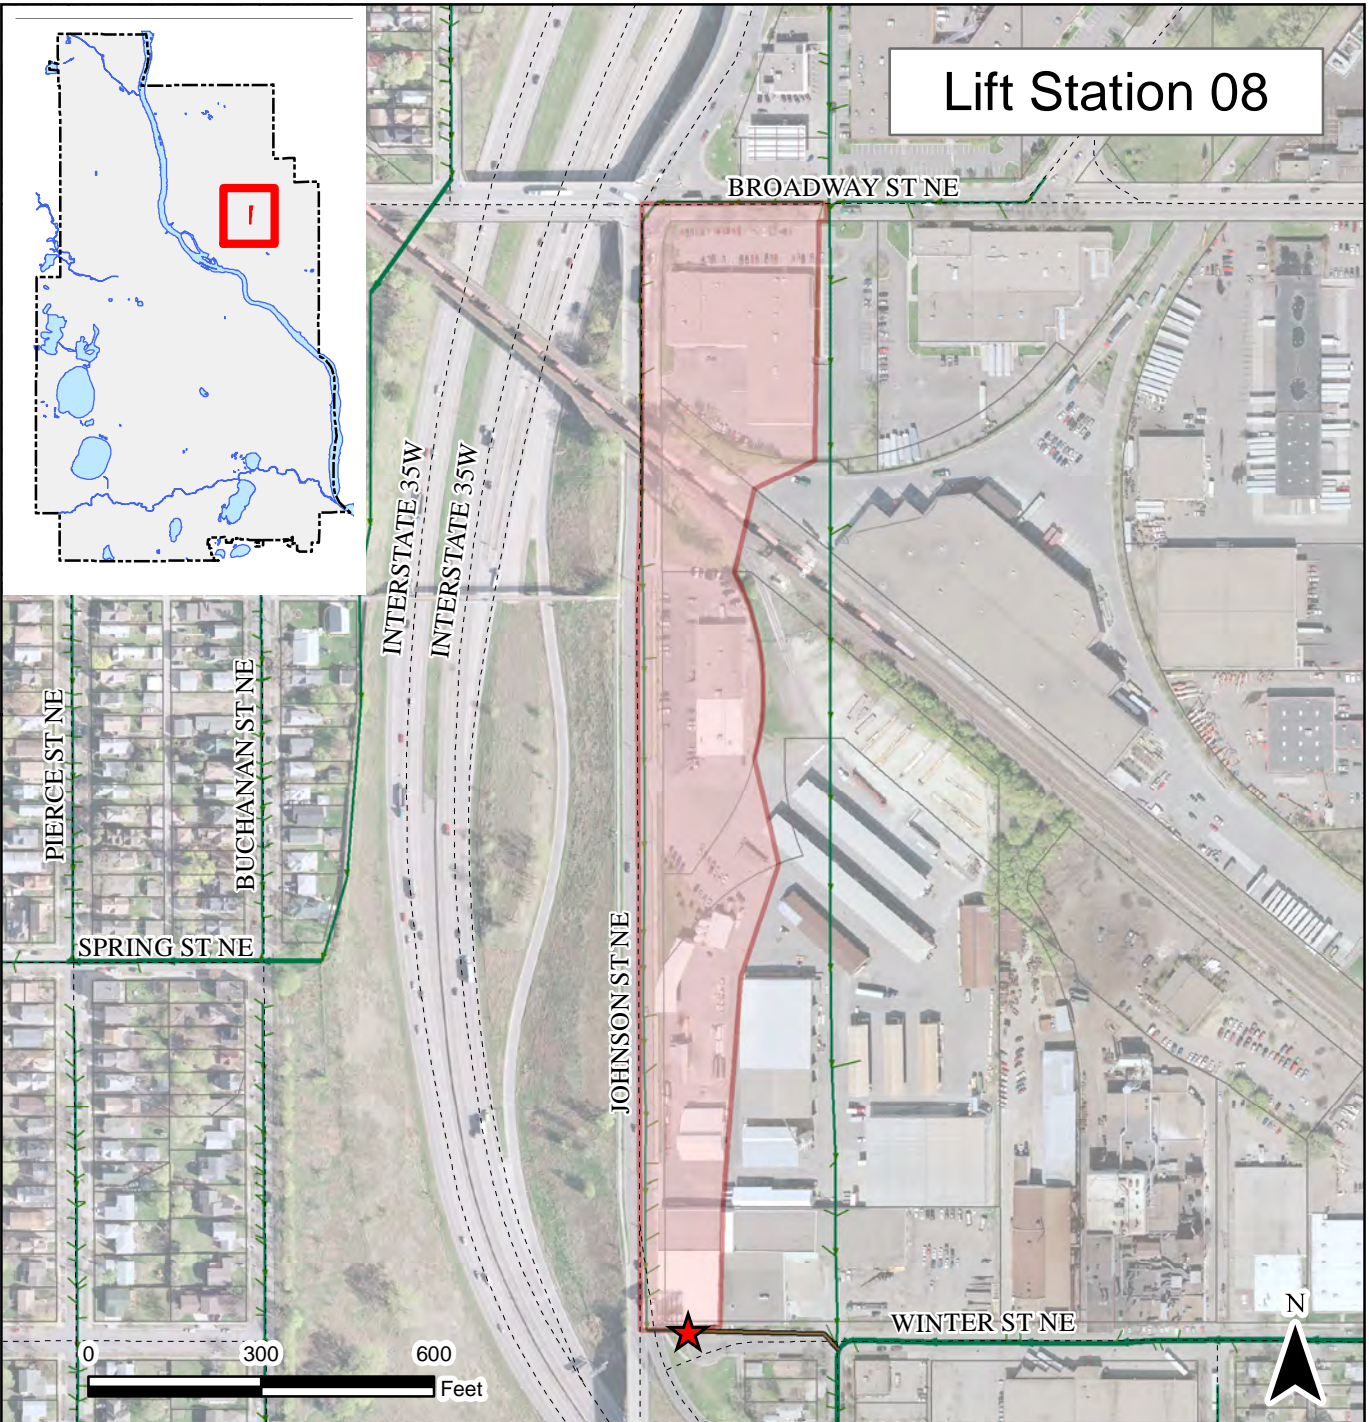 Lift Station 08
BROADWAY ST NE
INTERSTATE 35W
INTERSTATE 35W
PIERCE ST NE
BUCHANAN ST NE
SPRING ST NE
JOHNSON ST NE
WINTER ST NE
N
0 300 600
Feet